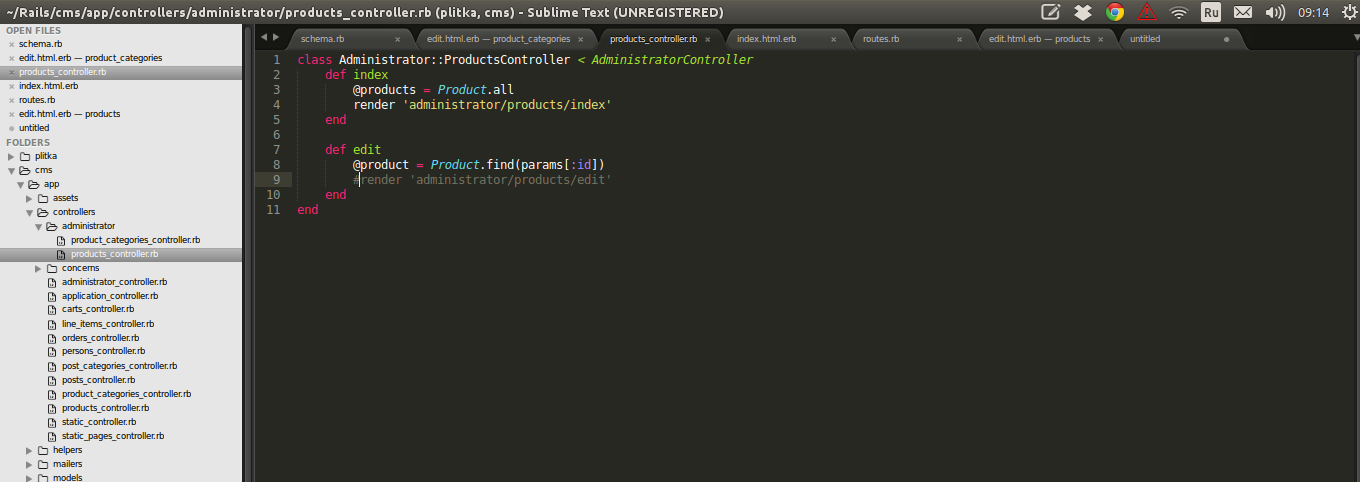 ~/Rails/cms/app/controllers/administrator/products_controller.rb (plitka, cms) - Sublime Text (UNREGISTERED)
Ru
09:14
OPEN FILES
schema.rb
edit.html.erb — product_categories
products_controller.rb
index.html.erb
routes.rb
edit.html.erb — products
untitled
FOLDERS
plitka
cms
app
assets
controllers
administrator
product_categories_controller.rb
products_controller.rb
concerns
administrator_controller.rb
application_controller.rb
carts_controller.rb
line_items_controller.rb
orders_controller.rb
persons_controller.rb
post_categories_controller.rb
posts_controller.rb
product_categories_controller.rb
products_controller.rb
static_controller.rb
static_pages_controller.rb
helpers
mailers
models
schema.rb
edit.html.erb — product_categories
products_controller.rb
index.html.erb
routes.rb
edit.html.erb — products
untitled
1 class Administrator::ProductsController < AdministratorController
2     def index
3         @products = Product.all
4         render 'administrator/products/index'
5     end
6
7     def edit
8         @product = Product.find(params[:id])
9         #render 'administrator/products/edit'
10     end
11 end